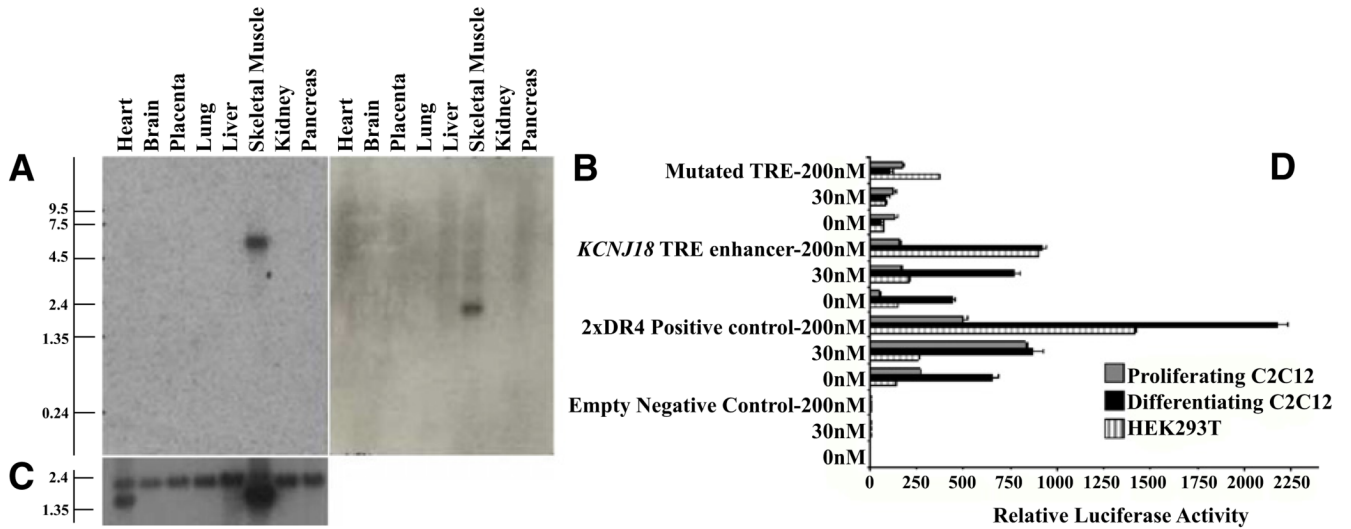 Heart
Brain
Placenta
Lung
Liver
Skeletal Muscle
Kidney
Pancreas
Heart
Brain
Placenta
Lung
Liver
Skeletal Muscle
Kidney
Pancreas
A
9.5
7.5
4.5
2.4
1.35
0.24
C
2.4
1.35
B
D
Mutated TRE-200nM
30nM
0nM
KCNJ18 TRE enhancer-200nM
30nM
0nM
2xDR4 Positive control-200nM
30nM
0nM
Empty Negative Control-200nM
30nM
0nM
Proliferating C2C12
Differentiating C2C12
HEK293T
0 250 500 750 1000 1250 1500 1750 2000 2250
Relative Luciferase Activity